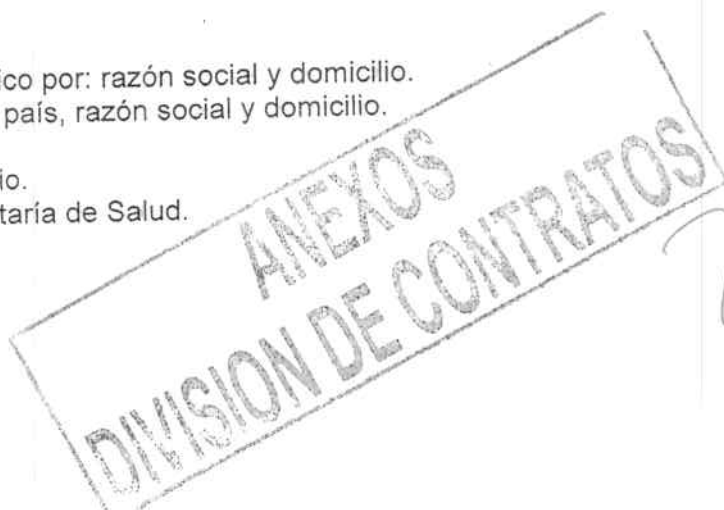 ico por: razón social y domicilio.
país, razón social y domicilio.
io.
taría de Salud.
ANEXOS
DIVISION DE CONTRATOS